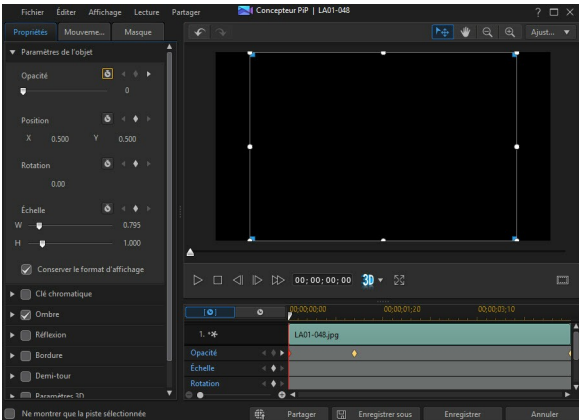 Fichier Éditer Affichage Lecture Partager Concepteur PiP | LA01-048 ?
Propriétés Mouveme... Masque Ajust...
Paramètres de l'objet
Opacité
0
Position
X 0.500 Y 0.500
Rotation
0.00
Échelle
W 0.795
H 1.000
Conserver le format d'affichage
Clé chromatique
Ombre
Réflexion
Bordure
Demi-tour
Paramètres 3D
00;00;00;00 3D
00;00;00;00 00;00;01;20 00;00;03;10
1. LA01-048.jpg
Opacité
Échelle
Rotation
Ne montrer que la piste sélectionnée Partager Enregistrer sous Enregistrer Annuler